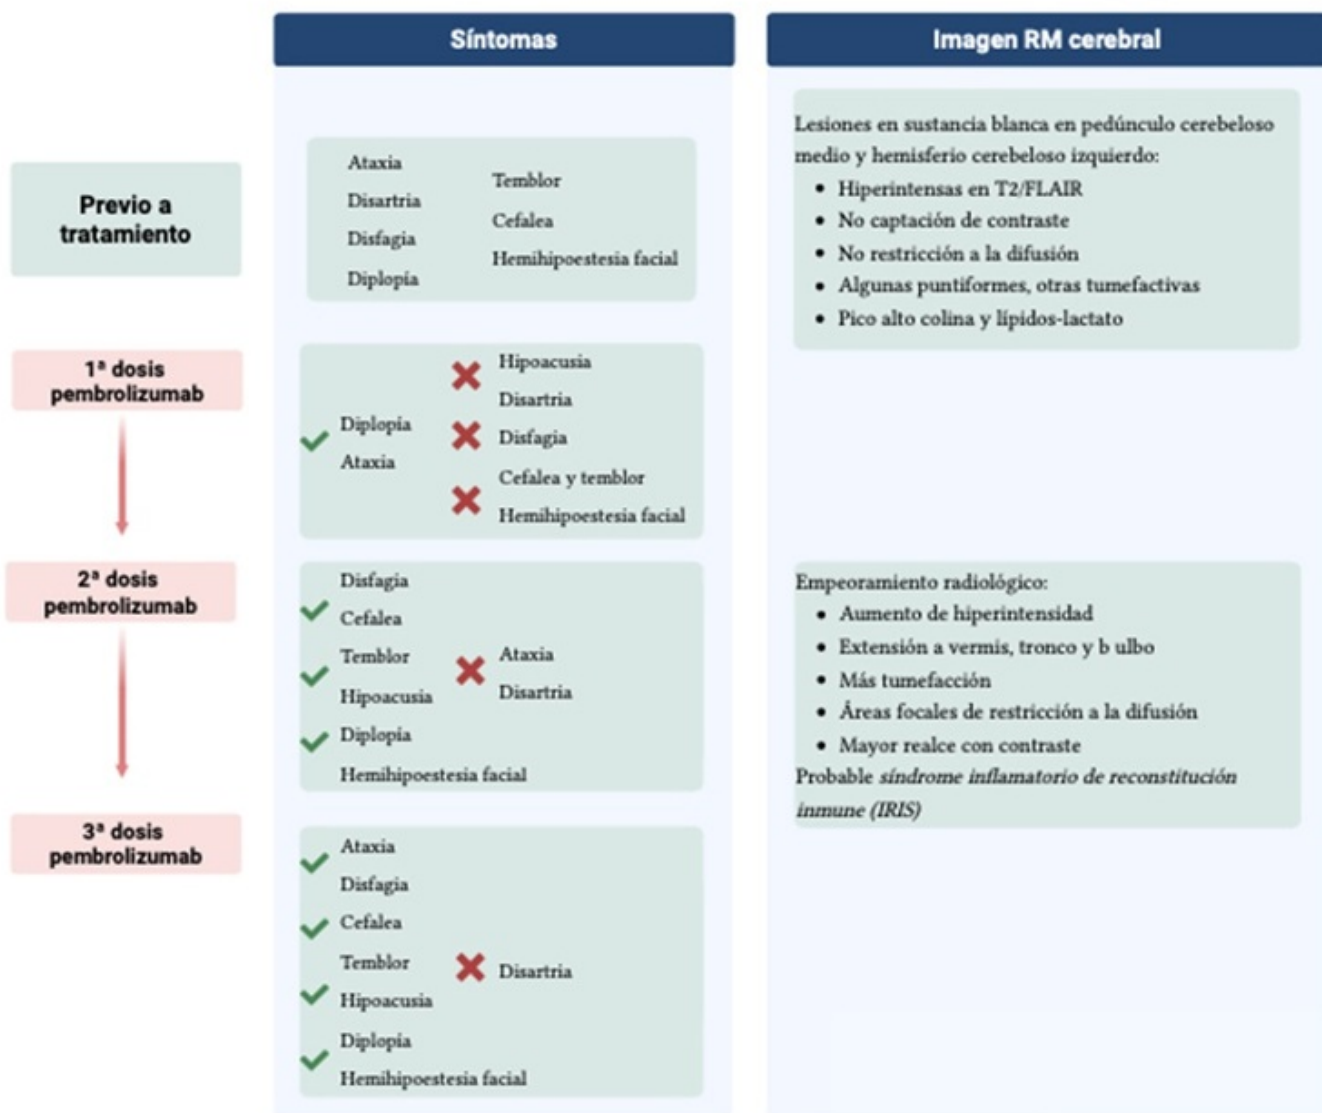 Síntomas
Imagen RM cerebral
Previo a
tratamiento
Ataxia
Disartria
Disfagia
Diplopía
Temblor
Cefalea
Hemihipoestesia facial
Lesiones en sustancia blanca en pedúnculo cerebeloso
medio y hemisferio cerebeloso izquierdo:
• Hiperintensas en T2/FLAIR
• No captación de contraste
• No restricción a la difusión
• Algunas puntiformes, otras tumefactivas
• Pico alto colina y lípidos-lactato
1ª dosis
pembrolizumab
Diplopía
Ataxia
Hipoacusia
Disartria
Disfagia
Cefalea y temblor
Hemihipoestesia facial
2ª dosis
pembrolizumab
Disfagia
Cefalea
Temblor
Hipoacusia
Diplopía
Hemihipoestesia facial
Ataxia
Disartria
Empeoramiento radiológico:
• Aumento de hiperintensidad
• Extensión a vermis, tronco y b ulbo
• Más tumefacción
• Áreas focales de restricción a la difusión
• Mayor realce con contraste
Probable síndrome inflamatorio de reconstitución
inmune (IRIS)
3ª dosis
pembrolizumab
Ataxia
Disfagia
Cefalea
Temblor
Hipoacusia
Diplopía
Hemihipoestesia facial
Disartria